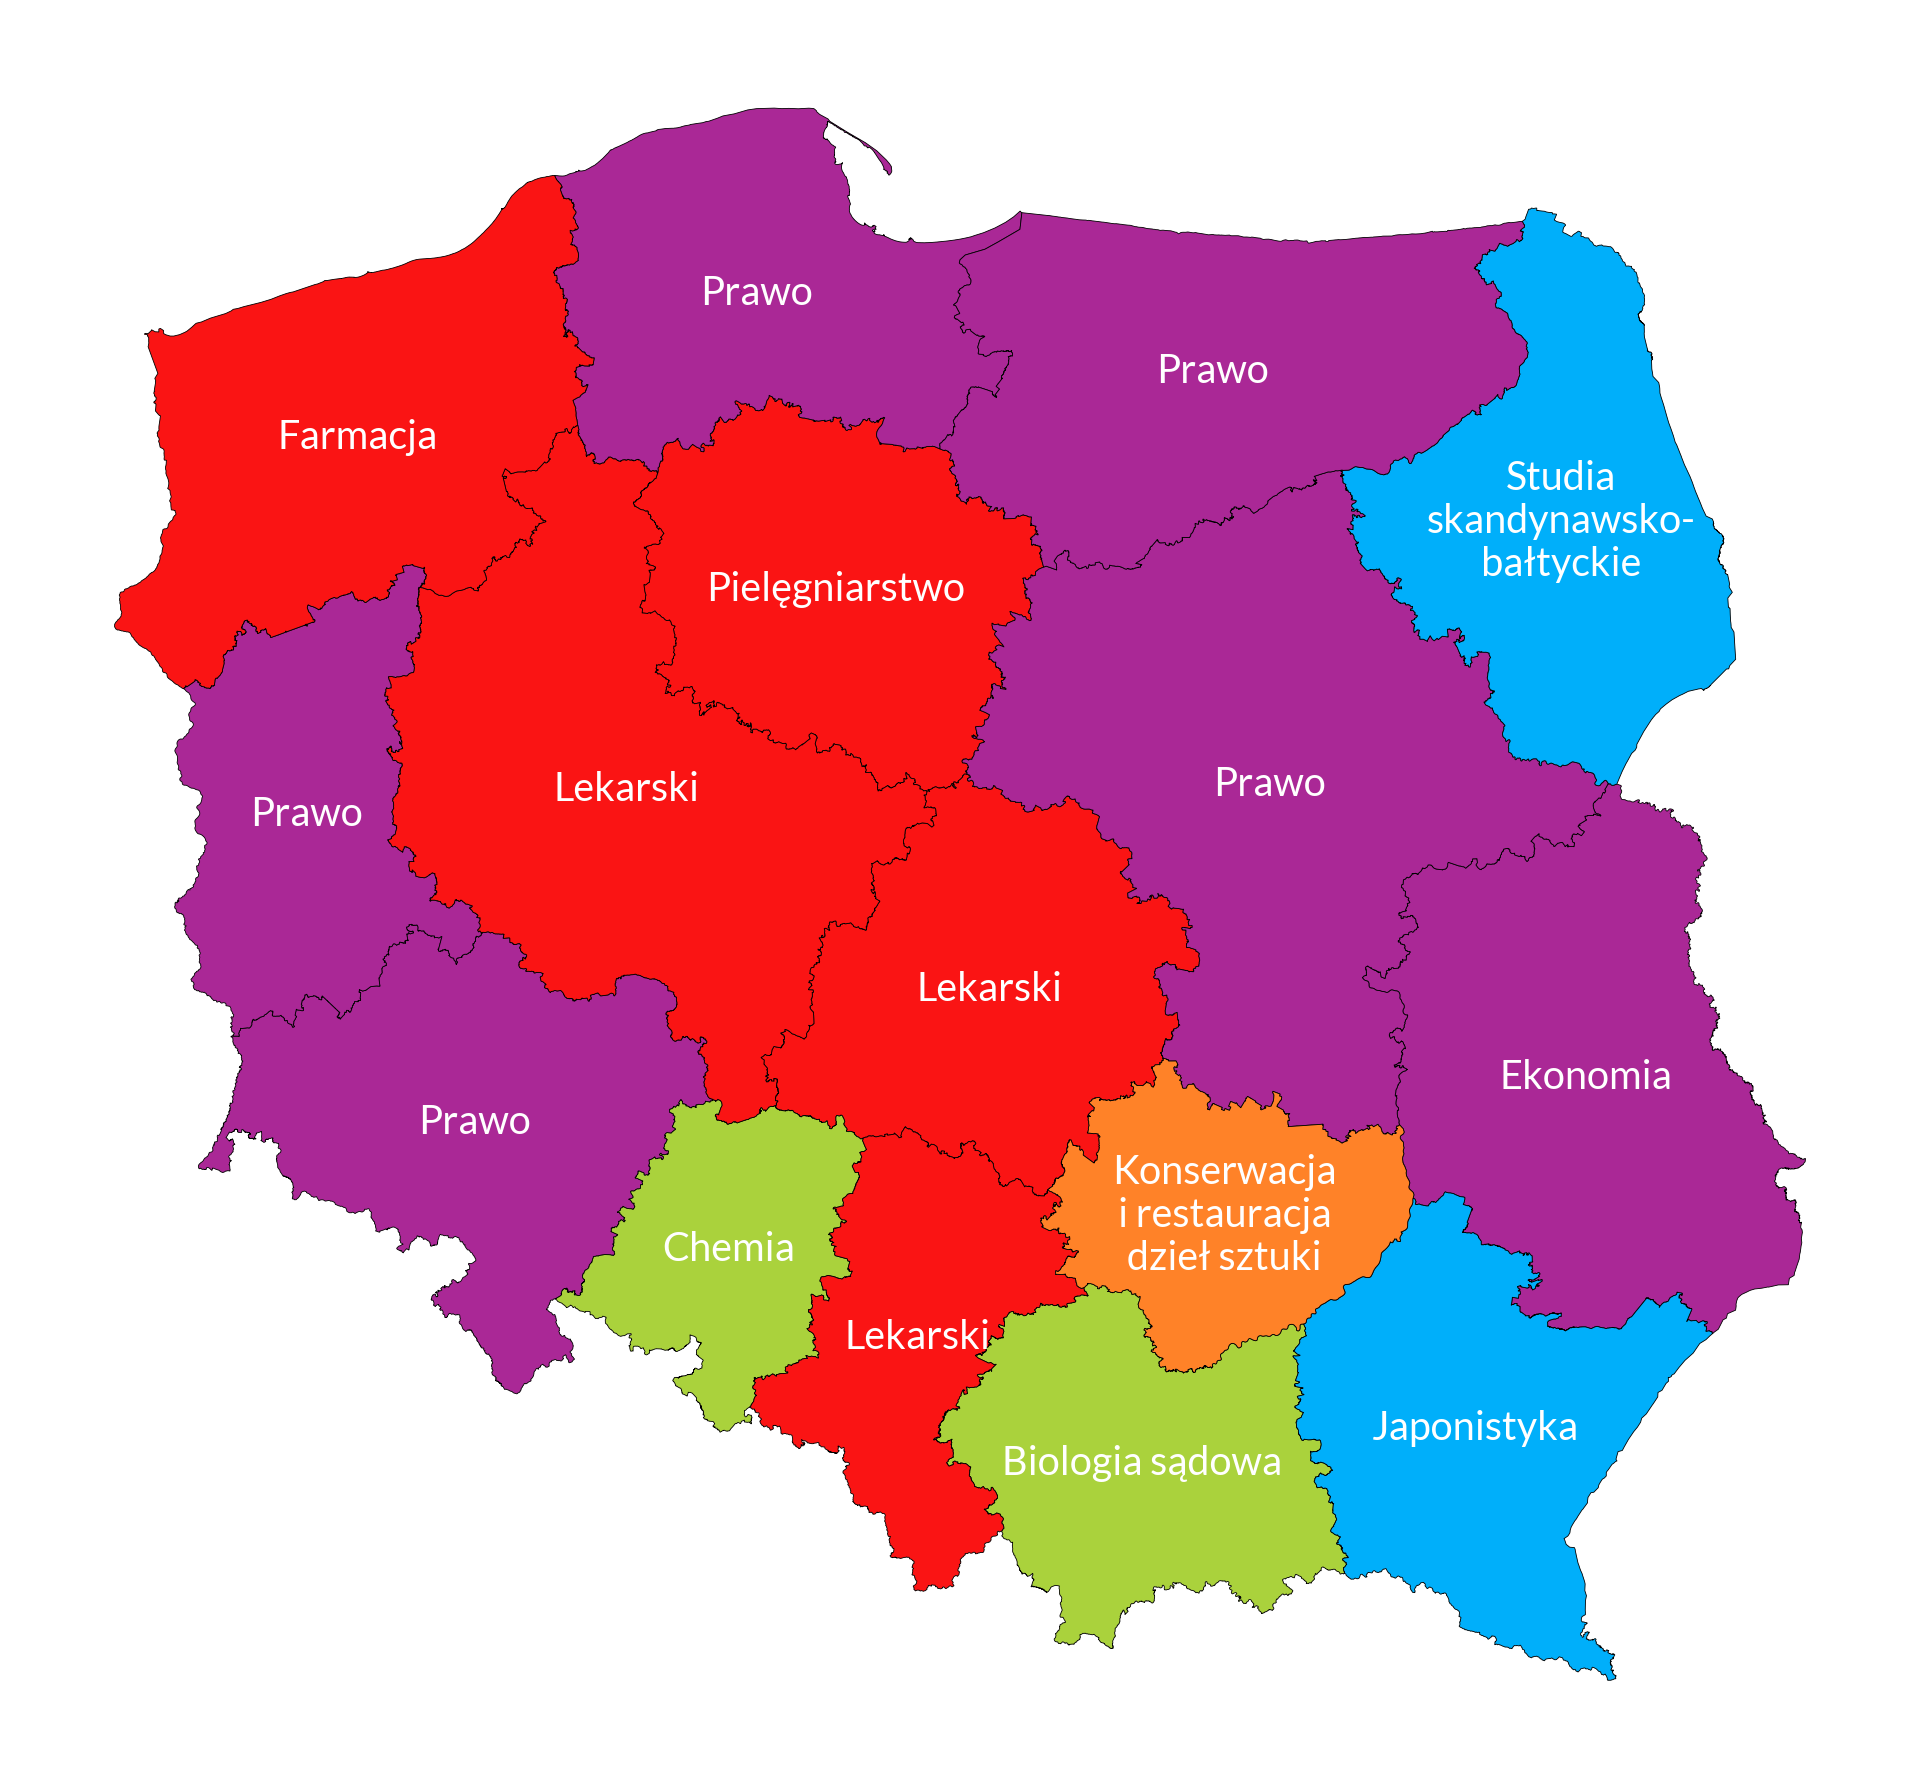 Prawo
Prawo
Farmacja
Studia
skandynawsko-
bałtyckie
Pielęgniarstwo
Lekarski
Prawo
Prawo
Lekarski
Ekonomia
Prawo
Konserwacja
i restauracja
dzieł sztuki
Chemia
Lekarski
Japonistyka
Biologia sądowa